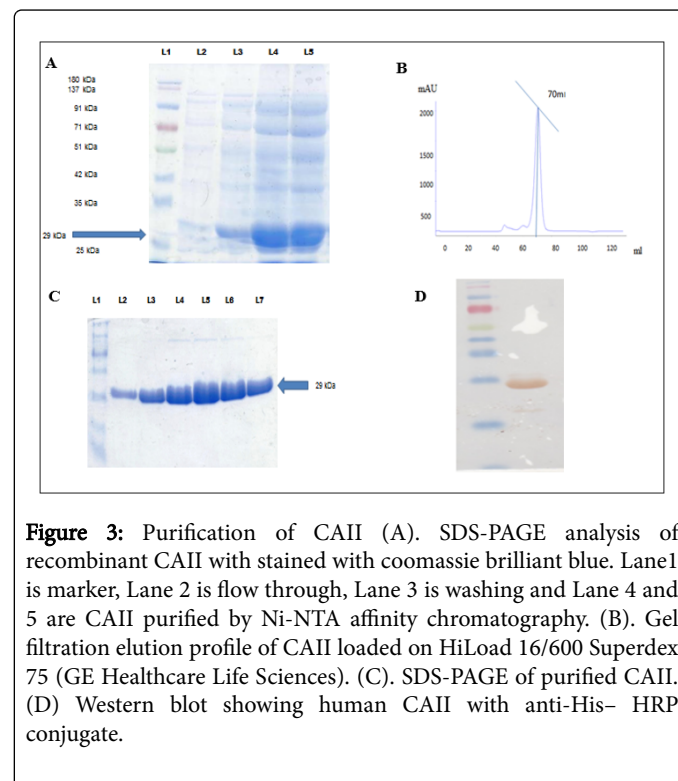 L1 L2 L3 L4 L5
A
180 kDa
137 kDa
91 kDa
71 kDa
51 kDa
42 kDa
35 kDa
29 kDa
25 kDa
B
mAU
70ml
2000
1500
1000
500
0 20 40 60 80 100 120 ml
C
L1 L2 L3 L4 L5 L6 L7
29 kDa
D
Figure 3: Purification of CAII (A). SDS-PAGE analysis of
recombinant CAII with stained with coomassie brilliant blue. Lane1
is marker, Lane 2 is flow through, Lane 3 is washing and Lane 4 and
5 are CAII purified by Ni-NTA affinity chromatography. (B). Gel
filtration elution profile of CAII loaded on HiLoad 16/600 Superdex
75 (GE Healthcare Life Sciences). (C). SDS-PAGE of purified CAII.
(D) Western blot showing human CAII with anti-His– HRP
conjugate.